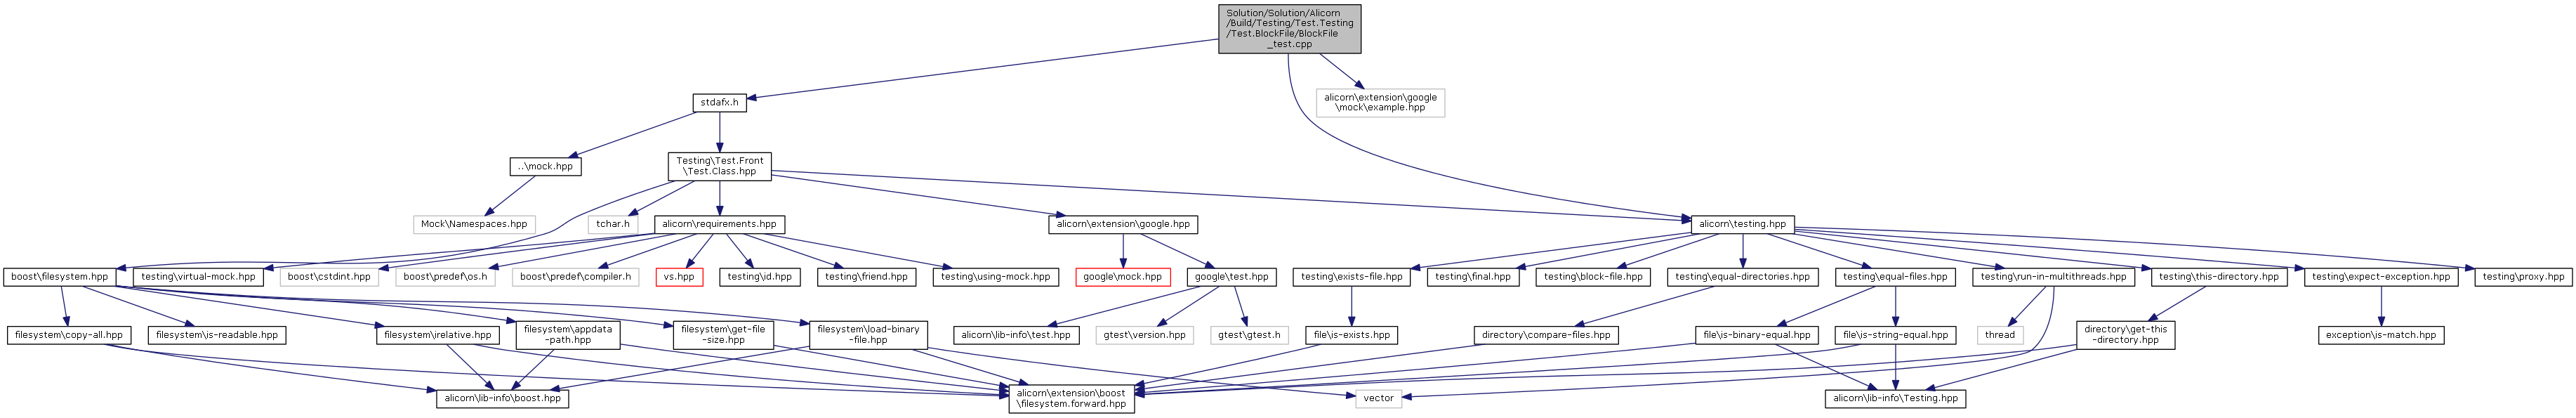 Solution/Solution/Alicorn
/Build/Testing/Test.Testing
/Test.BlockFile/BlockFile
_test.cpp
stdafx.h
alicorn\extension\google
\mock\example.hpp
..\mock.hpp
Testing\Test.Front
\Test.Class.hpp
Mock\Namespaces.hpp
tchar.h
alicorn\requirements.hpp
alicorn\extension\google.hpp
alicorn\testing.hpp
boost\filesystem.hpp
testing\virtual-mock.hpp
boost\cstdint.hpp
boost\predef\os.h
boost\predef\compiler.h
vs.hpp
testing\id.hpp
testing\friend.hpp
testing\using-mock.hpp
google\mock.hpp
google\test.hpp
testing\exists-file.hpp
testing\final.hpp
testing\block-file.hpp
testing\equal-directories.hpp
testing\equal-files.hpp
testing\run-in-multithreads.hpp
testing\this-directory.hpp
testing\expect-exception.hpp
testing\proxy.hpp
filesystem\copy-all.hpp
filesystem\is-readable.hpp
filesystem\irelative.hpp
filesystem\appdata
-path.hpp
filesystem\get-file
-size.hpp
filesystem\load-binary
-file.hpp
alicorn\lib-info\test.hpp
gtest\version.hpp
gtest\gtest.h
file\is-exists.hpp
directory\compare-files.hpp
file\is-binary-equal.hpp
file\is-string-equal.hpp
thread
directory\get-this
-directory.hpp
exception\is-match.hpp
alicorn\lib-info\boost.hpp
alicorn\extension\boost
\filesystem.forward.hpp
vector
alicorn\lib-info\Testing.hpp